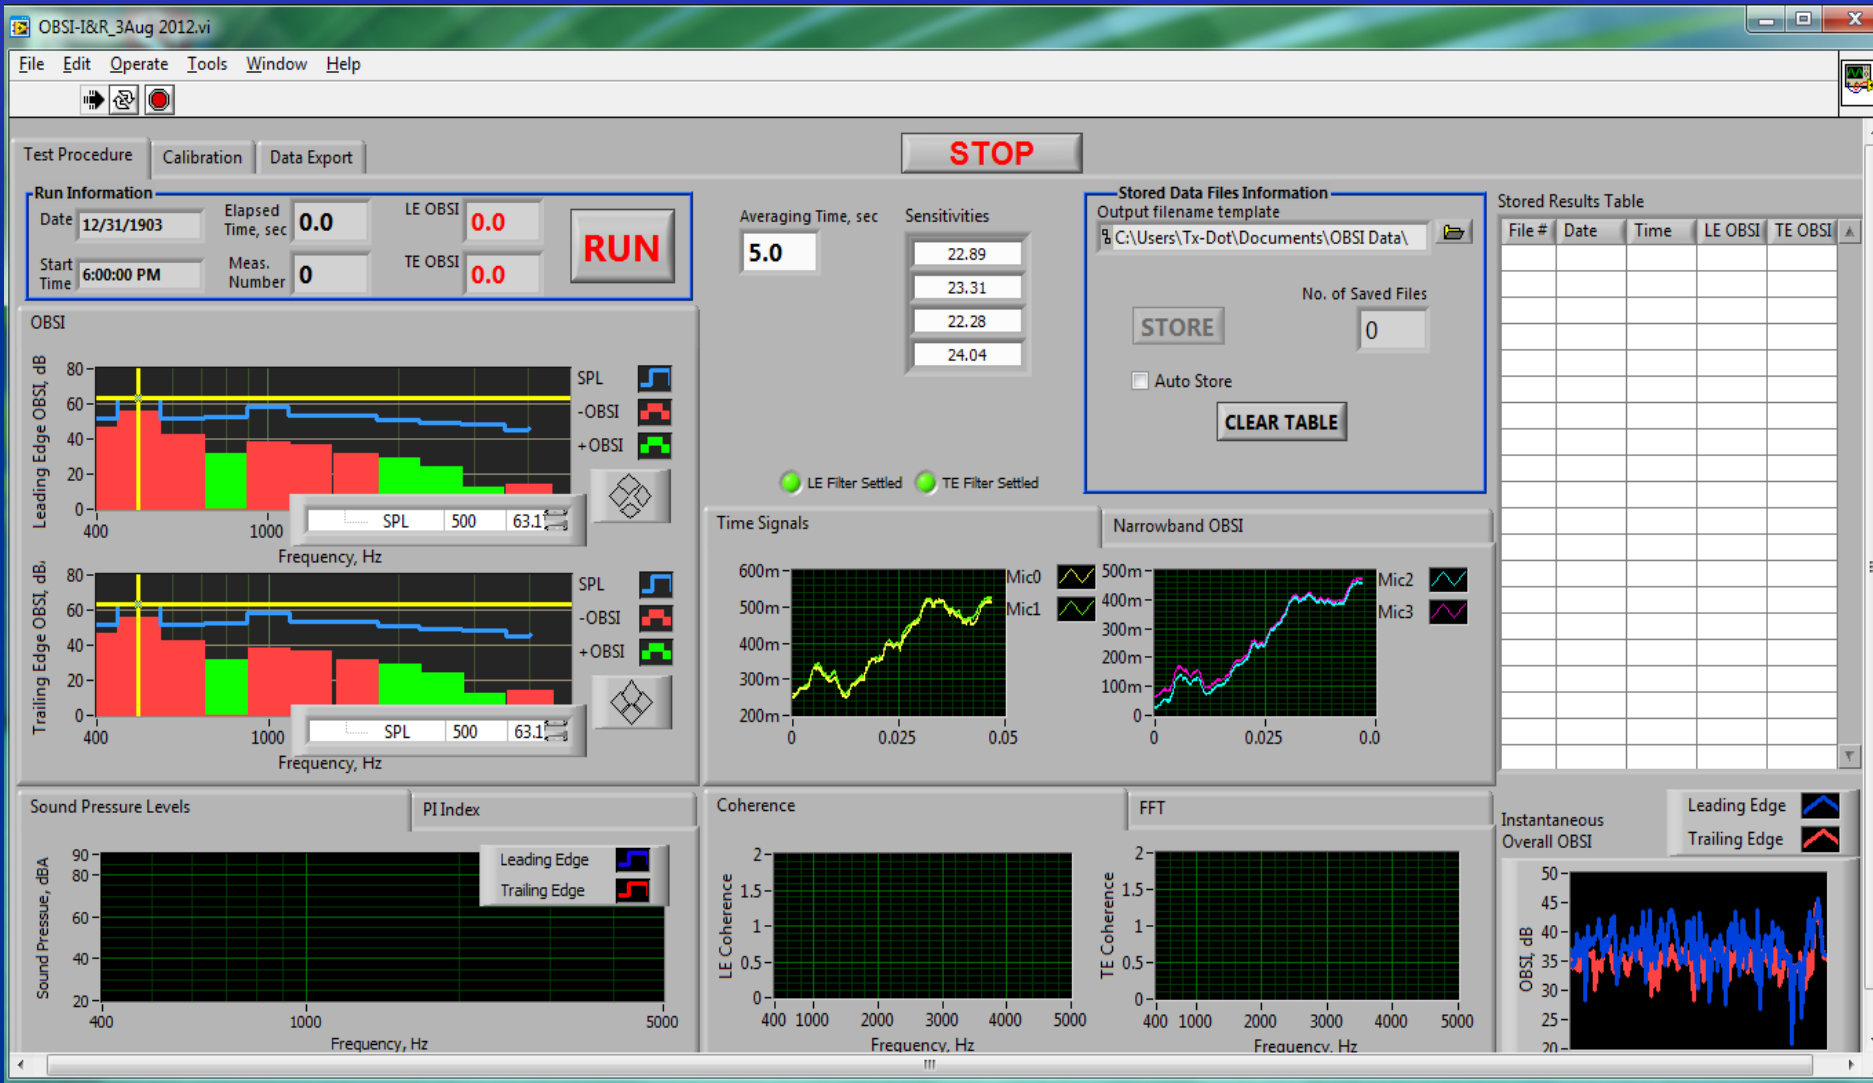 OBSI-I&R_3Aug 2012.vi
File Edit Operate Tools Window Help
Test Procedure Calibration Data Export
STOP
Run Information
Date 12/31/1903
Elapsed Time, sec 0.0
LE OBSI 0.0
Start Time 6:00:00 PM
Meas. Number 0
TE OBSI 0.0
RUN
Averaging Time, sec
5.0
Sensitivities
22.89
23.31
22.28
24.04
LE Filter Settled TE Filter Settled
Stored Data Files Information
Output filename template
C:\Users\Tx-Dot\Documents\OBSI Data\
No. of Saved Files
STORE 0
Auto Store
CLEAR TABLE
Stored Results Table
File # Date Time LE OBSI TE OBSI
OBSI
Leading Edge OBSI, dB
80
60
40
20
0
400 1000
Frequency, Hz
SPL
-OBSI
+OBSI
SPL 500 63.1
Trailing Edge OBSI, dB
80
60
40
20
0
400 1000
Frequency, Hz
SPL
-OBSI
+OBSI
SPL 500 63.1
Time Signals Narrowband OBSI
600m
500m
400m
300m
200m
0 0.025 0.05
Mic0
Mic1
500m
400m
300m
200m
100m
0
0 0.025 0.0
Mic2
Mic3
Sound Pressure Levels PI Index
Sound Pressue, dBA
90
80
60
40
20
400 1000 5000
Frequency, Hz
Leading Edge
Trailing Edge
Coherence FFT
LE Coherence
2
1.5
1
0.5
0
400 1000 2000 3000 4000 5000
Frequency, Hz
TE Coherence
2
1.5
1
0.5
0
400 1000 2000 3000 4000 5000
Frequency, Hz
Instantaneous
Overall OBSI
Leading Edge
Trailing Edge
OBSI, dB
50
45
40
35
30
25
20